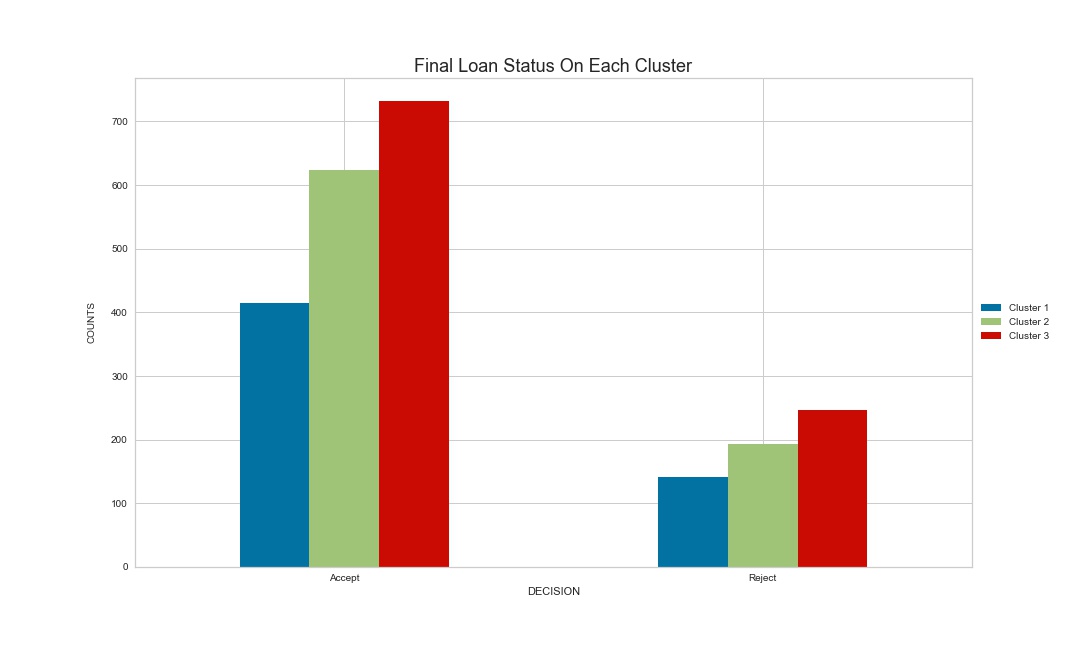 Final Loan Status On Each Cluster
700
600
500
400
300
200
100
0
COUNTS
Accept
Reject
DECISION
Cluster 1
Cluster 2
Cluster 3